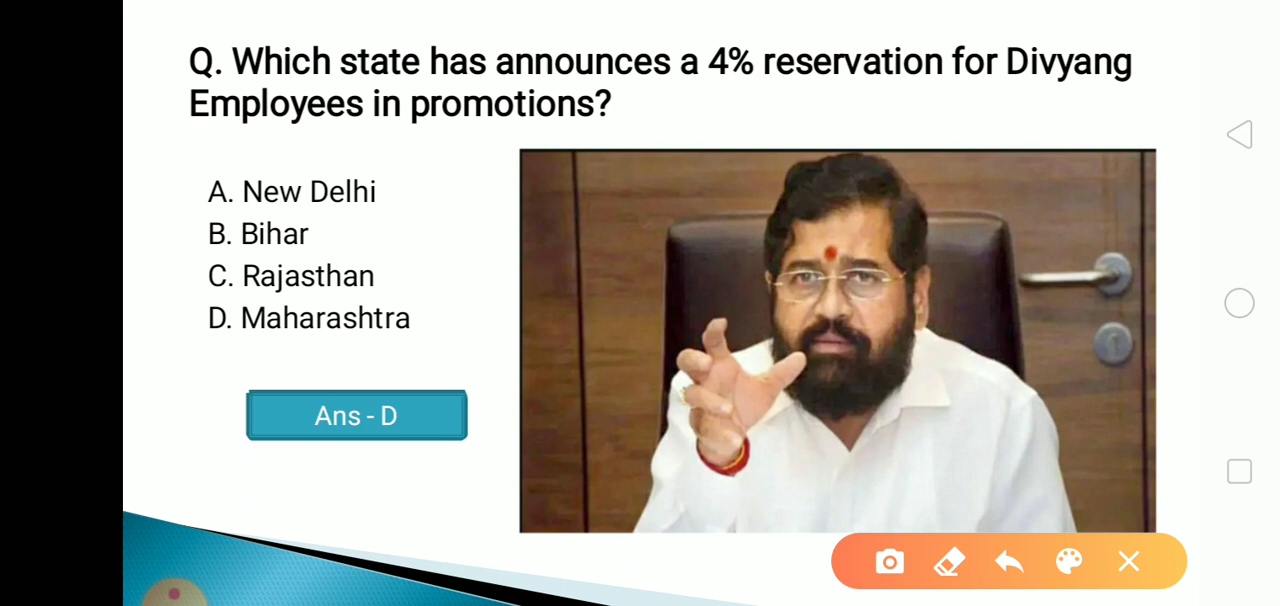 Q. Which state has announces a 4% reservation for Divyang
Employees in promotions?
A. New Delhi
B. Bihar
C. Rajasthan
D. Maharashtra
Ans - D